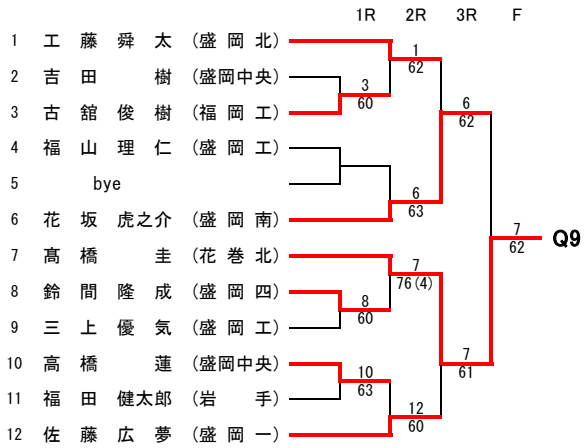 1R 2R 3R F
1 工 藤 舜 太 (盛 岡 北)
1
62
2 吉 田 樹 (盛岡中央)
3
60
3 古 舘 俊 樹 (福 岡 工)
6
62
4 福 山 理 仁 (盛 岡 工)
5 bye
6
63
6 花 坂 虎之介 (盛 岡 南)
7
62
Q9
7 髙 橋 圭 (花 巻 北)
7
76(4)
8 鈴 間 隆 成 (盛 岡 四)
8
60
9 三 上 優 気 (盛 岡 工)
7
61
10 高 橋 蓮 (盛岡中央)
10
63
11 福 田 健太郎 (岩 手)
12
60
12 佐 藤 広 夢 (盛 岡 一)